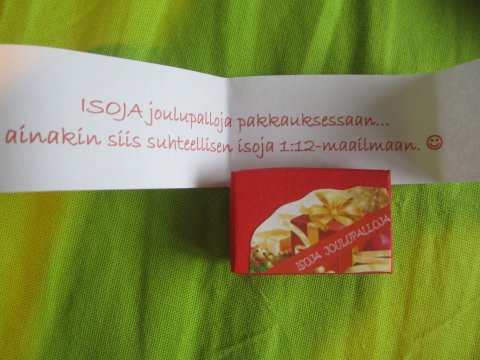 ISOJA joulupalloja pakkauksessaan...
ainakin siis suhteellisen isoja 1:12-maailmaan. ☺
ISOJA JOULUPALLOJA